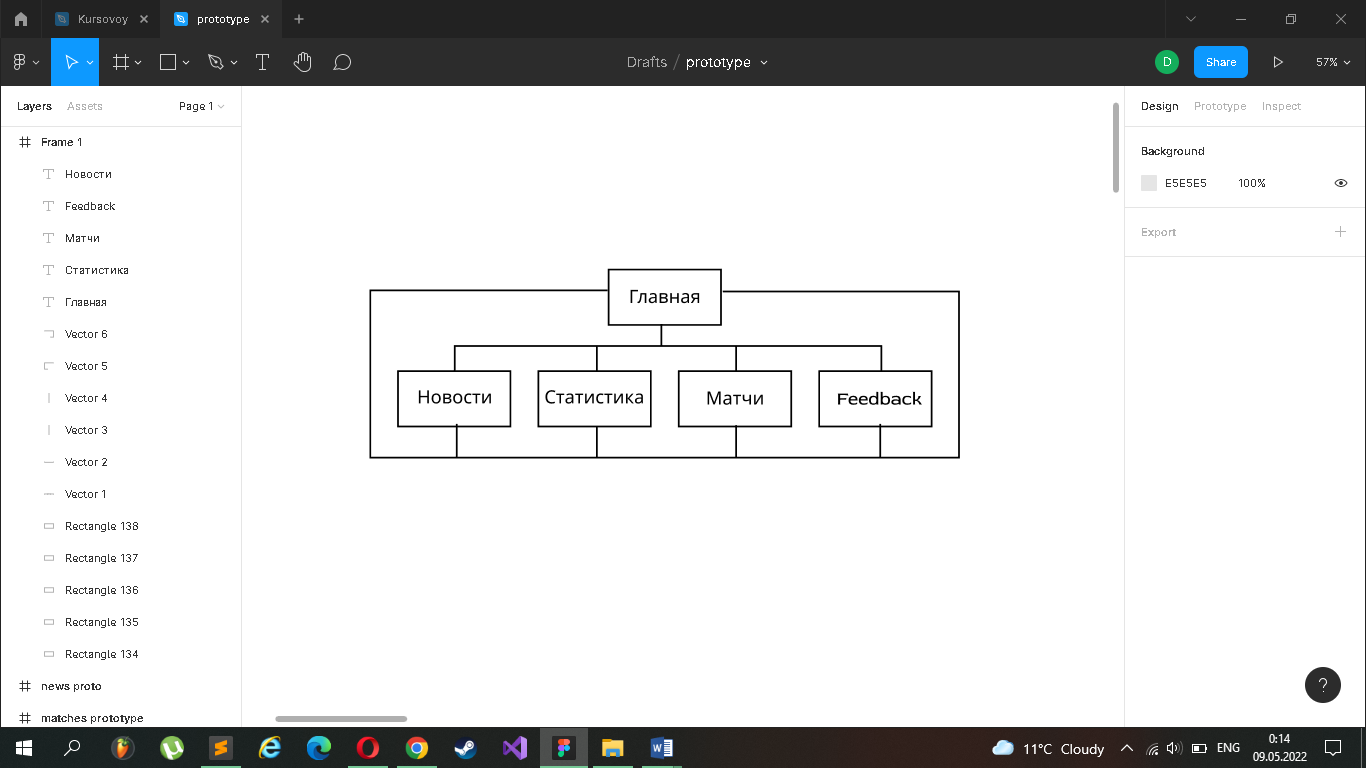 Kursovoy
prototype
Drafts / prototype
D
Share
57%
Layers
Assets
Page 1
Frame 1
Новости
Feedback
Матчи
Статистика
Главная
Vector 6
Vector 5
Vector 4
Vector 3
Vector 2
Vector 1
Rectangle 138
Rectangle 137
Rectangle 136
Rectangle 135
Rectangle 134
news proto
matches prototype
Главная
Новости
Статистика
Матчи
Feedback
Design
Prototype
Inspect
Background
E5E5E5
100%
Export
?
11°C Cloudy
ENG
0:14
09.05.2022